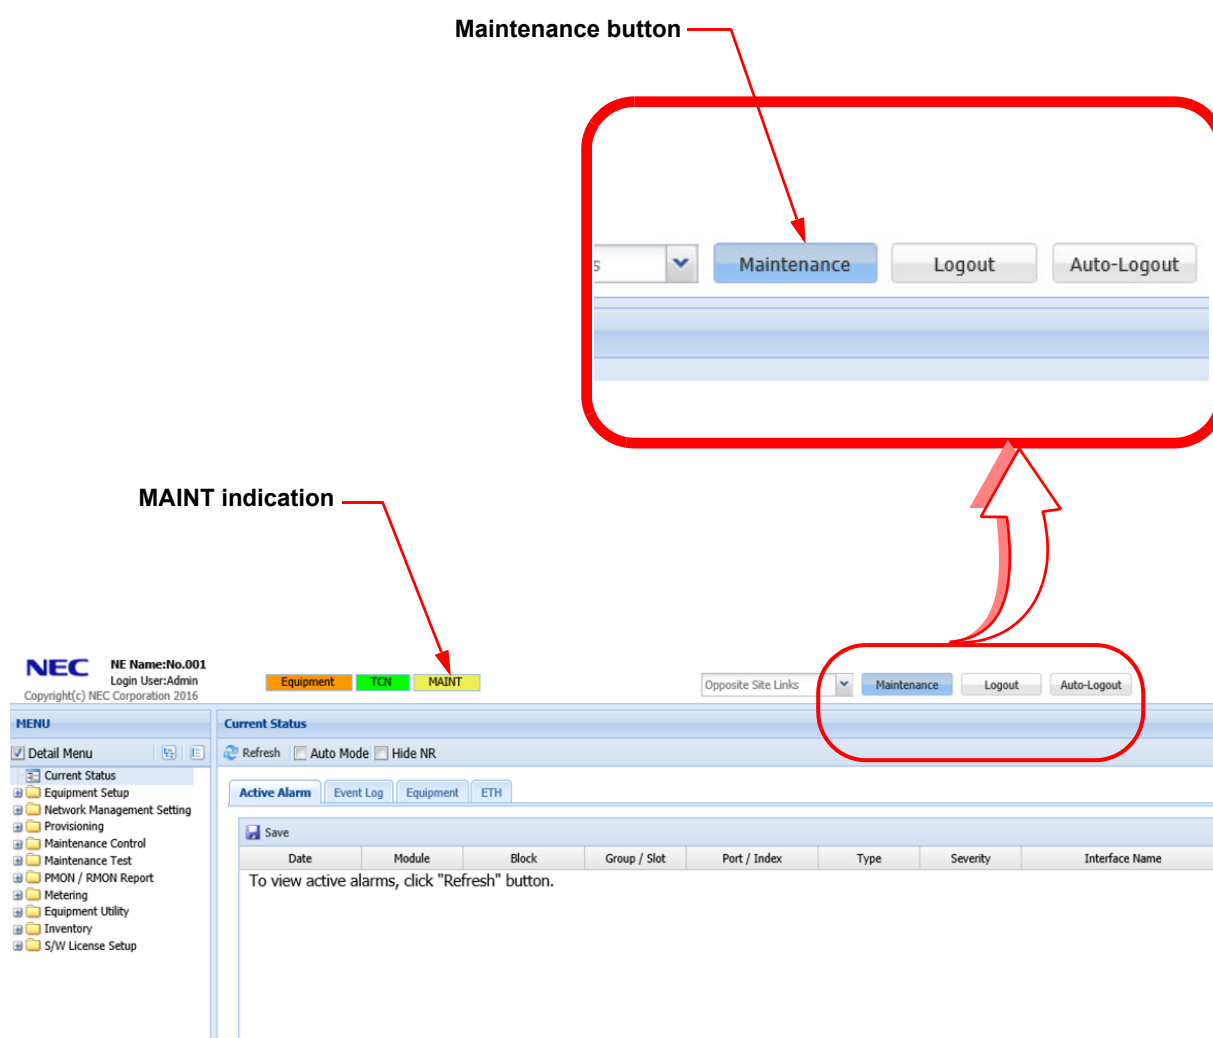 Maintenance button
s
Maintenance
Logout
Auto-Logout
MAINT indication
NEC
NE Name:No.001
Login User:Admin
Copyright(c) NEC Corporation 2016
Equipment
TCN
MAINT
Opposite Site Links
Maintenance
Logout
Auto-Logout
MENU
Current Status
Detail Menu
Refresh
Auto Mode
Hide NR
Current Status
Equipment Setup
Network Management Setting
Provisioning
Maintenance Control
Maintenance Test
PMON / RMON Report
Metering
Equipment Utility
Inventory
S/W License Setup
Active Alarm
Event Log
Equipment
ETH
Save
Date
Module
Block
Group / Slot
Port / Index
Type
Severity
Interface Name
To view active alarms, click "Refresh" button.